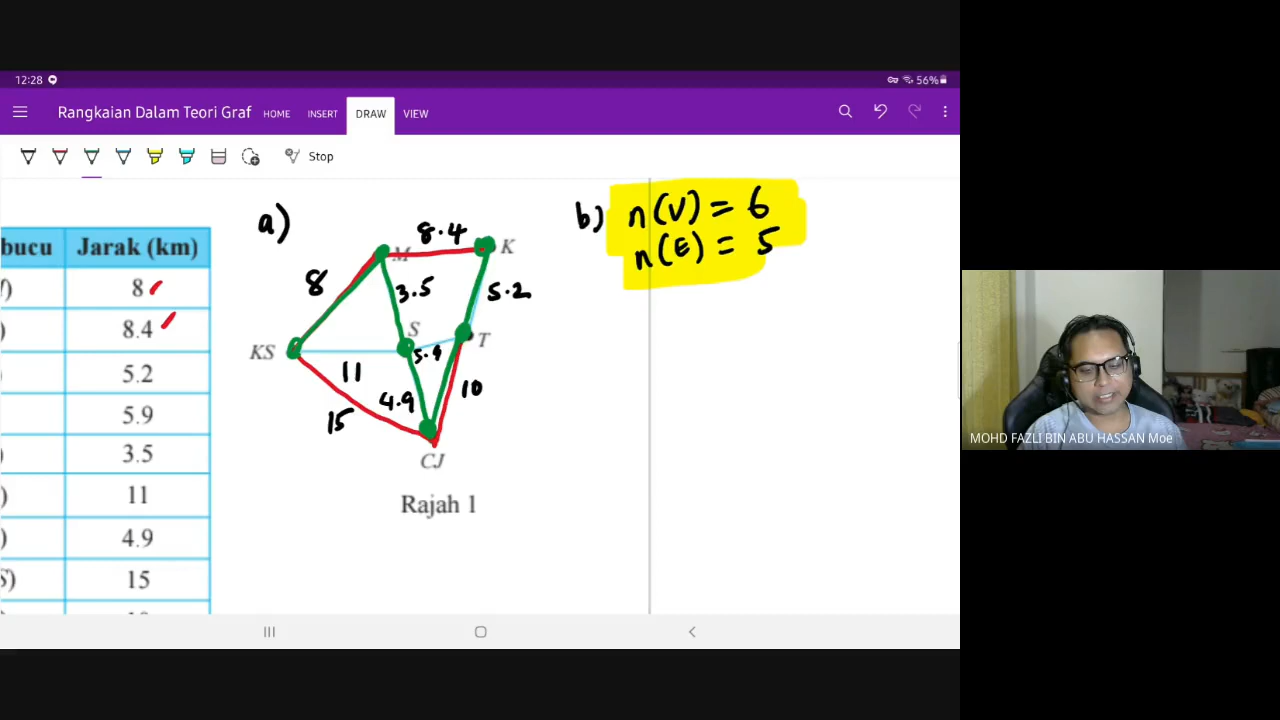 12:28
56%
Rangkaian Dalam Teori Graf HOME INSERT DRAW VIEW
Stop
bucu Jarak (km)
) 8
) 8.4
5.2
5.9
) 3.5
) 11
) 4.9
S) 15
a)
8.4
M K
8
3.5 5.2
S
T
KS
5.9
11
10
4.9
15
CJ
Rajah 1
b) n(V) = 6
n(E) = 5
MOHD FAZLI BIN ABU HASSAN Moe